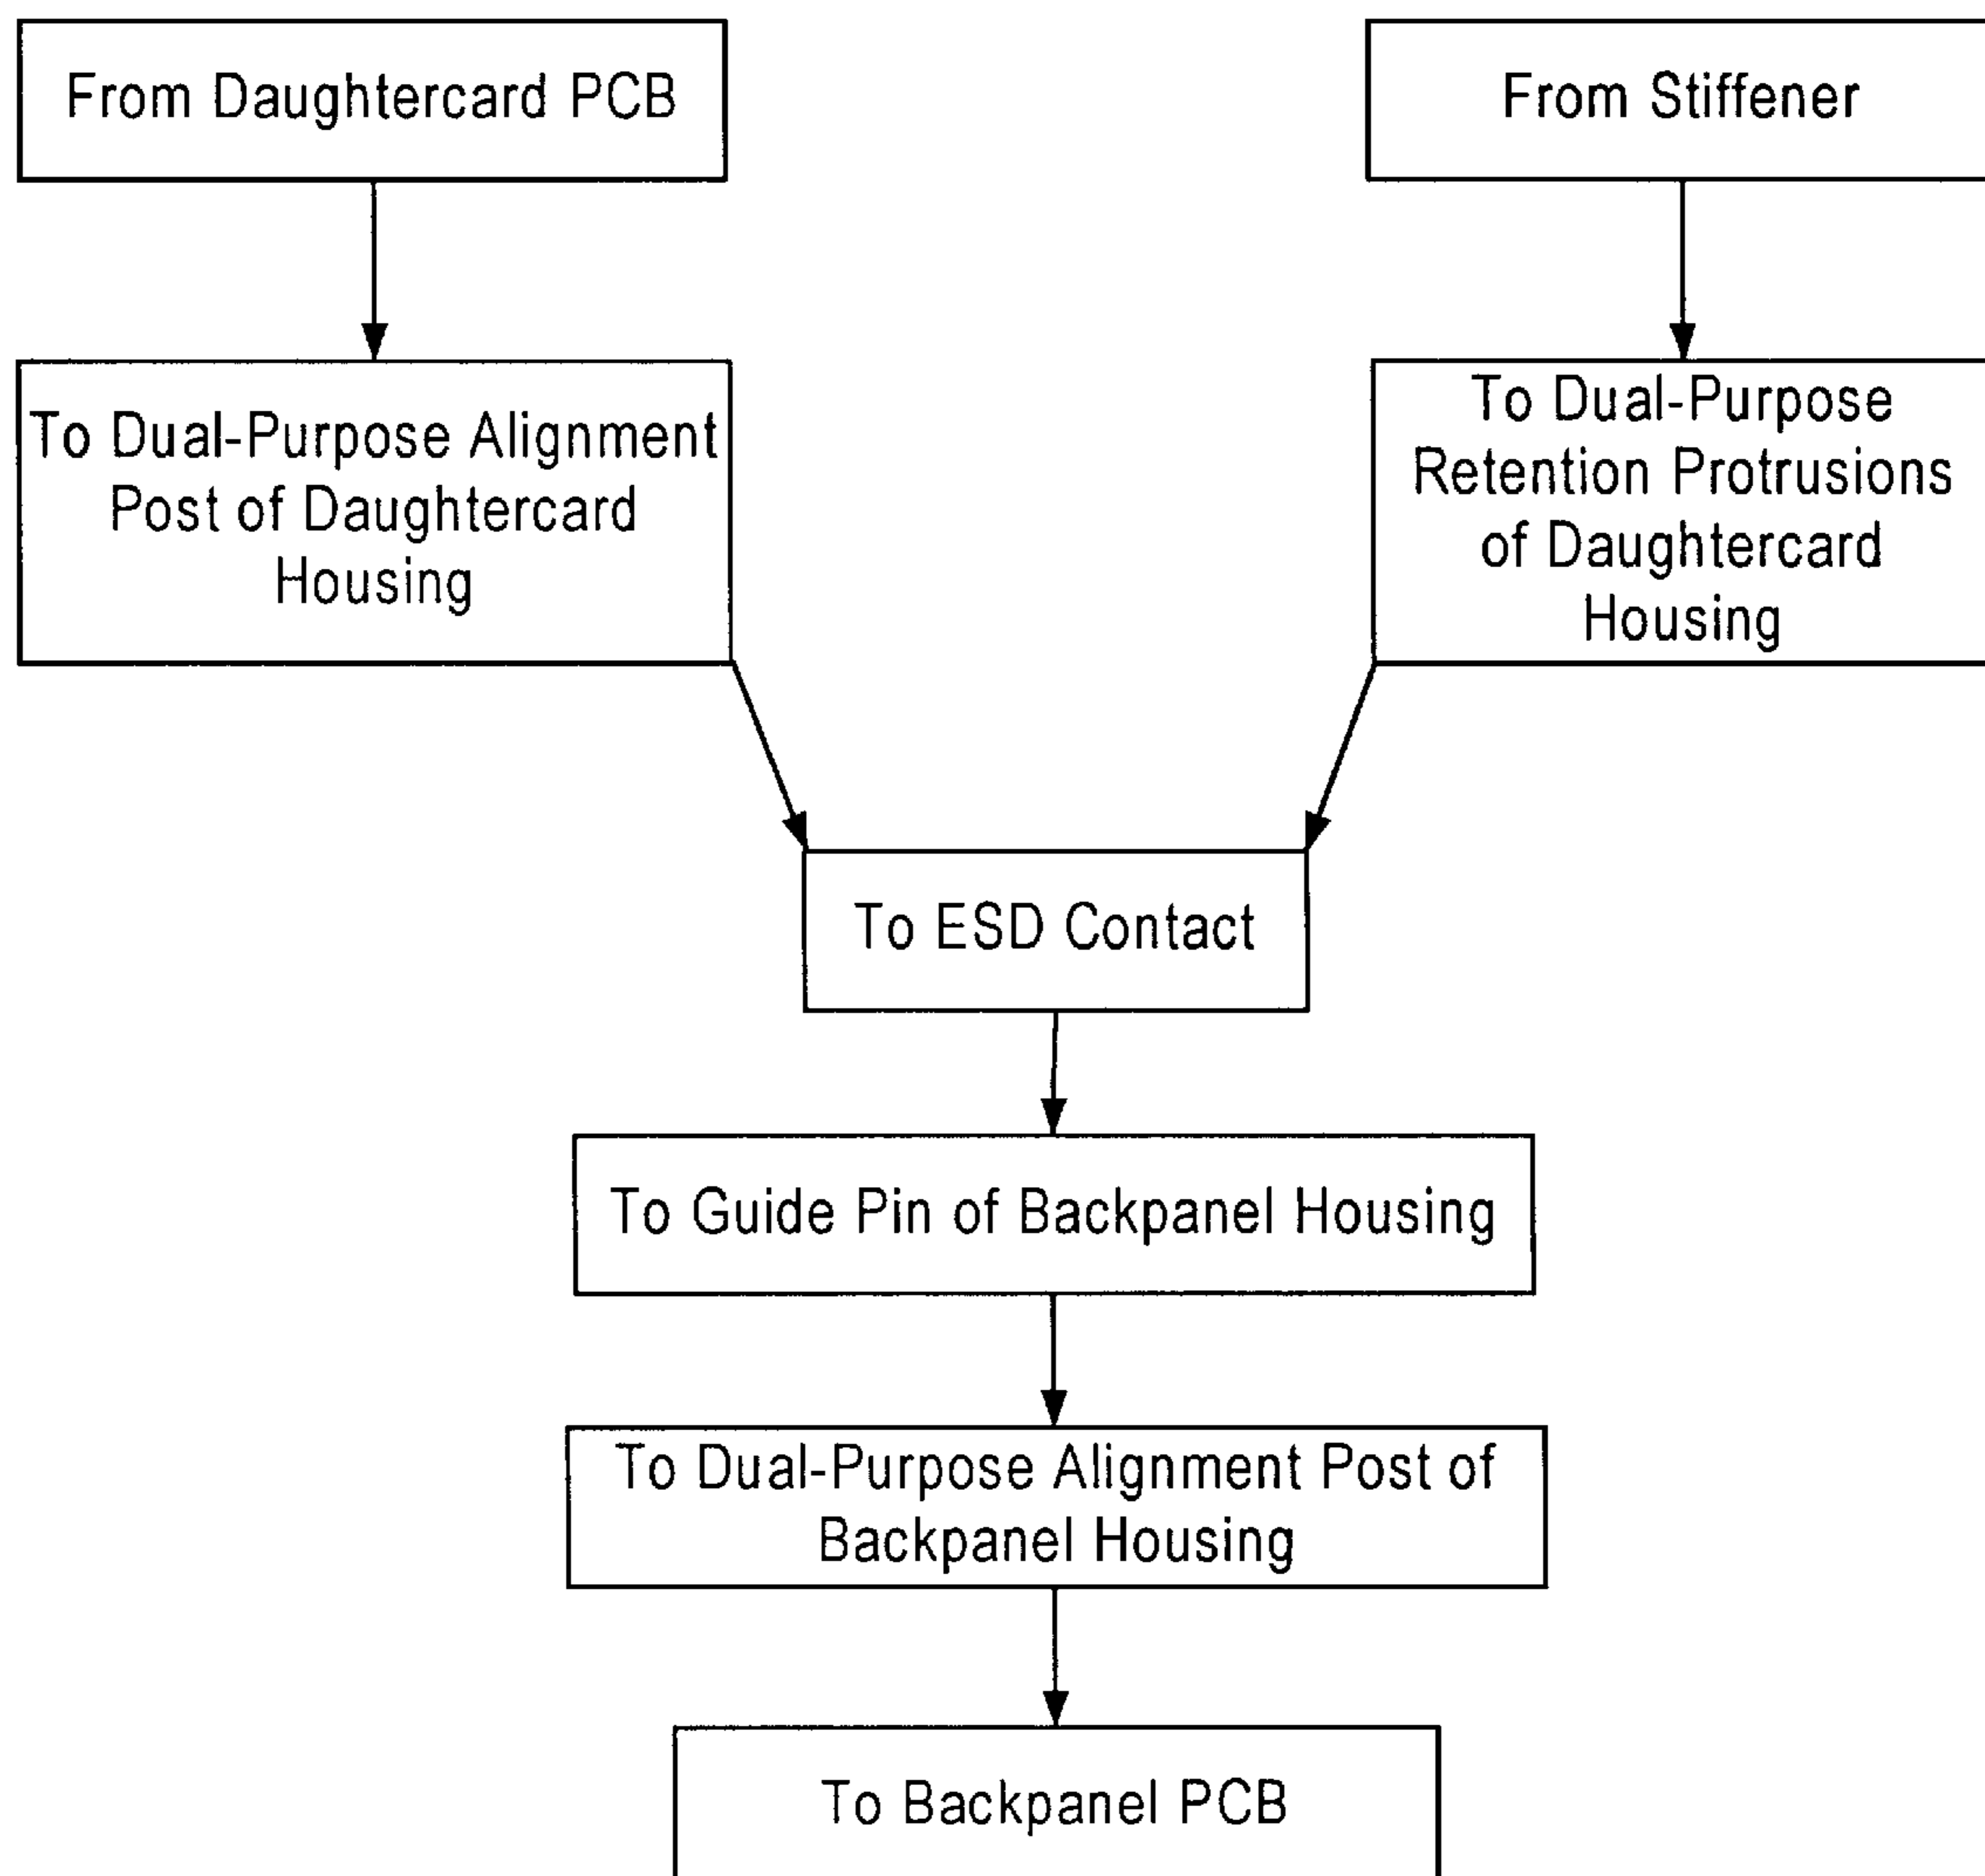 From Daughtercard PCB
From Stiffener
To Dual-Purpose Alignment
Post of Daughtercard
Housing
To Dual-Purpose
Retention Protrusions
of Daughtercard
Housing
To ESD Contact
To Guide Pin of Backpanel Housing
To Dual-Purpose Alignment Post of
Backpanel Housing
To Backpanel PCB